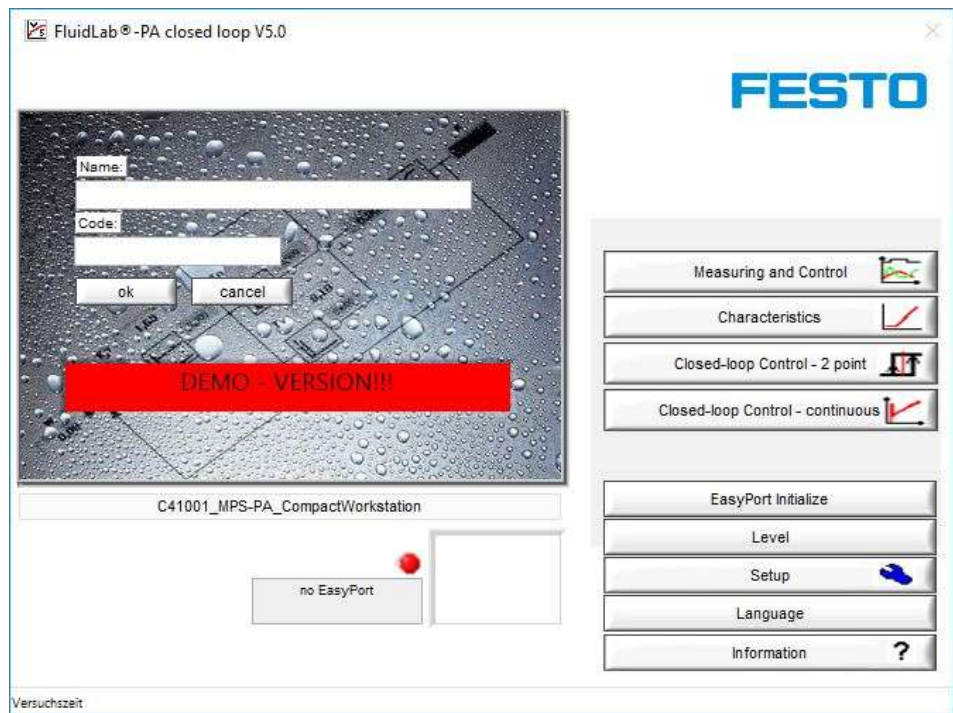 FluidLab®-PA closed loop V5.0
FESTO
Name:
Code:
ok
cancel
DEMO - VERSION!!!
C41001_MPS-PA_CompactWorkstation
no EasyPort
Measuring and Control
Characteristics
Closed-loop Control - 2 point
Closed-loop Control - continuous
EasyPort Initialize
Level
Setup
Language
Information ?
Versuchszeit